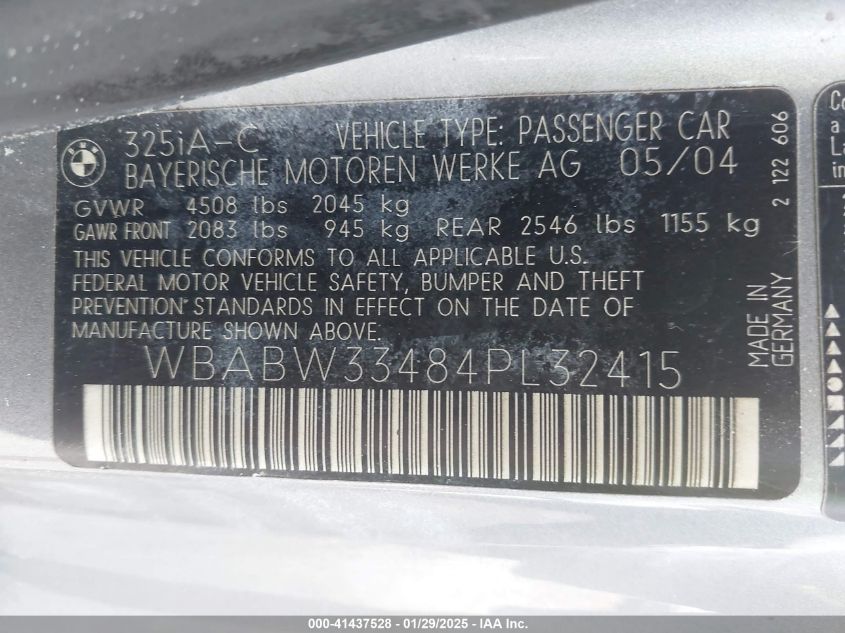 325iA-C VEHICLE TYPE: PASSENGER CAR
BAYERISCHE MOTOREN WERKE AG 05/04
GVWR 4508 lbs 2045 kg
GAWR FRONT 2083 lbs 945 kg REAR 2546 lbs 1155 kg
THIS VEHICLE CONFORMS TO ALL APPLICABLE U.S.
FEDERAL MOTOR VEHICLE SAFETY, BUMPER AND THEFT
PREVENTION STANDARDS IN EFFECT ON THE DATE OF
MANUFACTURE SHOWN ABOVE:
WBABW33484PL32415
MADE IN
GERMANY
2 122 606
Co
a
La
in
000-41437528 - 01/29/2025 - IAA Inc.